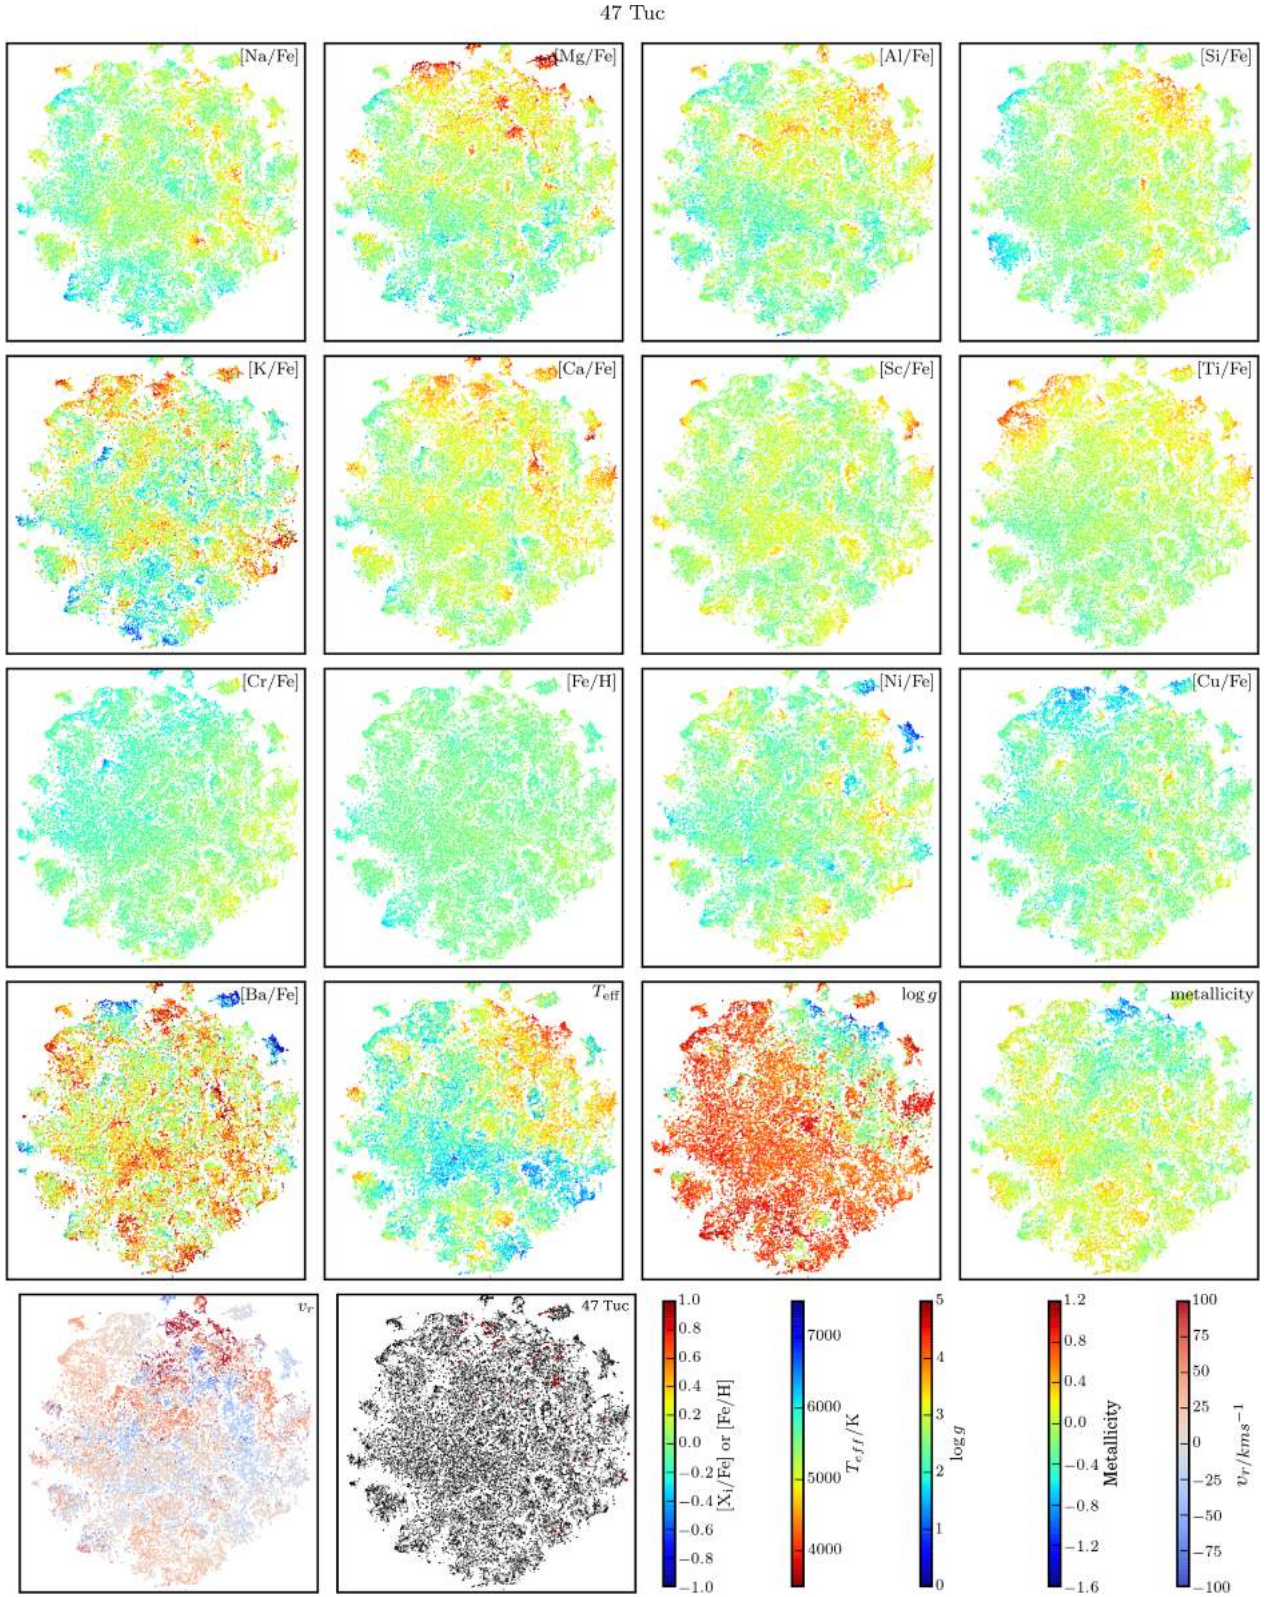 47 Tuc
[Na/Fe]
[Mg/Fe]
[Al/Fe]
[Si/Fe]
[K/Fe]
[Ca/Fe]
[Sc/Fe]
[Ti/Fe]
[Cr/Fe]
[Fe/H]
[Ni/Fe]
[Cu/Fe]
[Ba/Fe]
T_eff
log g
metallicity
v_r
47 Tuc
1.0
0.8
0.6
0.4
0.2
0.0
−0.2
−0.4
−0.6
−0.8
−1.0
[X_i/Fe] or [Fe/H]
7000
6000
5000
4000
T_eff/K
5
4
3
2
1
0
log g
1.2
0.8
0.4
0.0
−0.4
−0.8
−1.2
−1.6
Metallicity
100
75
50
25
0
−25
−50
−75
−100
v_r/kms⁻¹